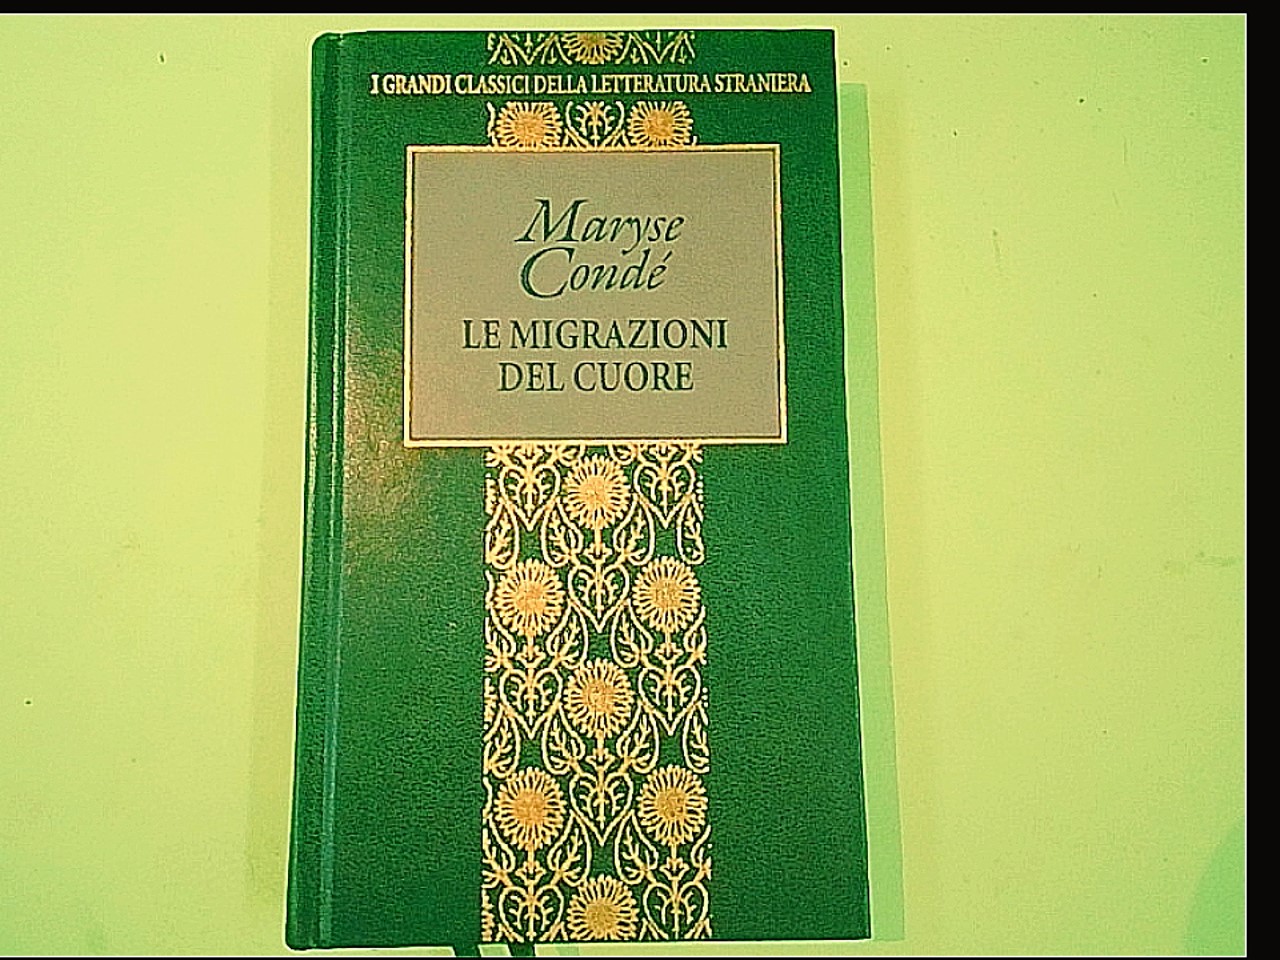 I GRANDI CLASSICI DELLA LETTERATURA STRANIERA
Maryse
Condé
LE MIGRAZIONI
DEL CUORE